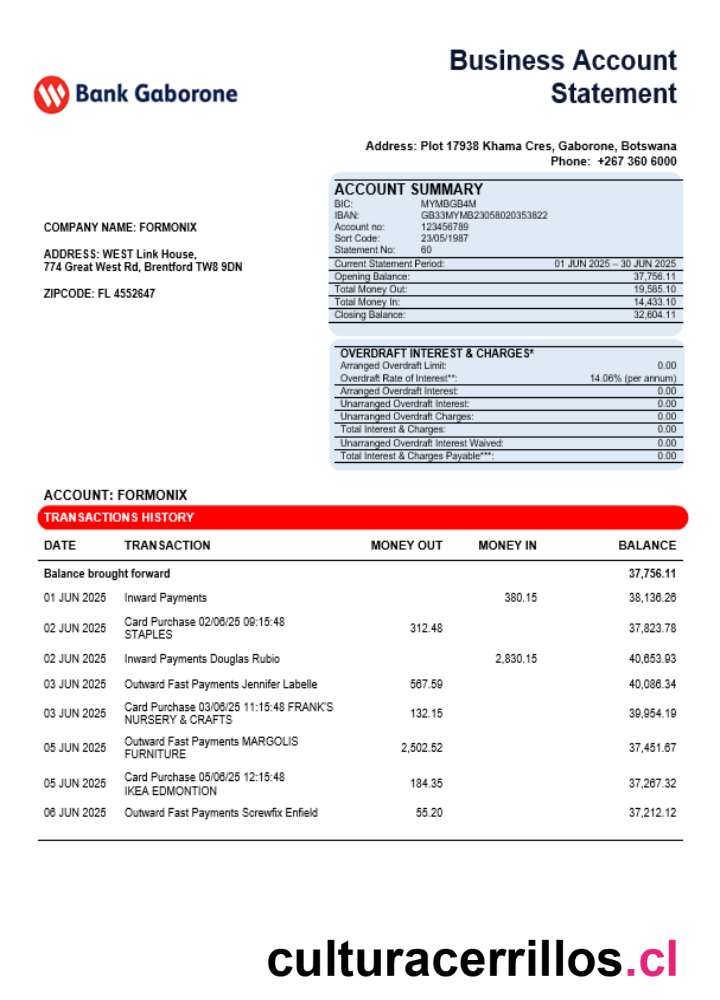 Business Account
Statement
Bank Gaborone
Address: Plot 17938 Khama Cres, Gaborone, Botswana
Phone: +267 360 6000
ACCOUNT SUMMARY
BIC: MYMBGB4M
IBAN: GB33MYMB23058020353822
Account no: 123456789
Sort Code: 23/05/1987
Statement No: 60
Current Statement Period: 01 JUN 2025 – 30 JUN 2025
Opening Balance: 37,756.11
Total Money Out: 19,585.10
Total Money In: 14,433.10
Closing Balance: 32,604.11
COMPANY NAME: FORMONIX
ADDRESS: WEST Link House,
774 Great West Rd, Brentford TW8 9DN
ZIPCODE: FL 4552647
OVERDRAFT INTEREST & CHARGES*
Arranged Overdraft Limit: 0.00
Overdraft Rate of Interest**: 14.06% (per annum)
Arranged Overdraft Interest: 0.00
Unarranged Overdraft Interest: 0.00
Unarranged Overdraft Charges: 0.00
Total Interest & Charges: 0.00
Unarranged Overdraft Interest Waived: 0.00
Total Interest & Charges Payable***: 0.00
ACCOUNT: FORMONIX
TRANSACTIONS HISTORY
DATE TRANSACTION MONEY OUT MONEY IN BALANCE
Balance brought forward 37,756.11
01 JUN 2025 Inward Payments 380.15 38,136.26
02 JUN 2025 Card Purchase 02/06/25 09:15:48 312.48 37,823.78
STAPLES
02 JUN 2025 Inward Payments Douglas Rubio 2,830.15 40,653.93
03 JUN 2025 Outward Fast Payments Jennifer Labelle 567.59 40,086.34
03 JUN 2025 Card Purchase 03/06/25 11:15:48 FRANK'S 132.15 39,954.19
NURSERY & CRAFTS
05 JUN 2025 Outward Fast Payments MARGOLIS 2,502.52 37,451.67
FURNITURE
05 JUN 2025 Card Purchase 05/06/25 12:15:48 184.35 37,267.32
IKEA EDMONTION
06 JUN 2025 Outward Fast Payments Screwfix Enfield 55.20 37,212.12
culturacerrillos.cl